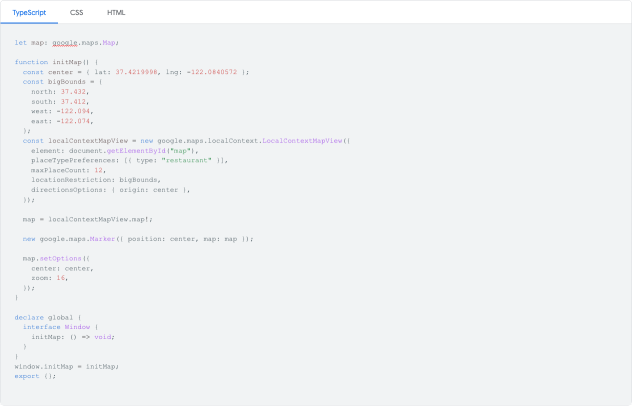 TypeScript CSS HTML
let map: google.maps.Map;
function initMap() {
const center = { lat: 37.4219998, lng: -122.0840572 };
const bigBounds = {
north: 37.432,
south: 37.412,
west: -122.094,
east: -122.074,
};
const localContextMapView = new google.maps.localContext.LocalContextMapView({
element: document.getElementById("map")!,
placeTypePreferences: [{ type: "restaurant" }],
maxPlaceCount: 12,
locationRestriction: bigBounds,
directionsOptions: { origin: center },
});
map = localContextMapView.map!;
new google.maps.Marker({ position: center, map: map });
map.setOptions({
center: center,
zoom: 16,
});
}
declare global {
interface Window {
initMap: () => void;
}
}
window.initMap = initMap;
export {};